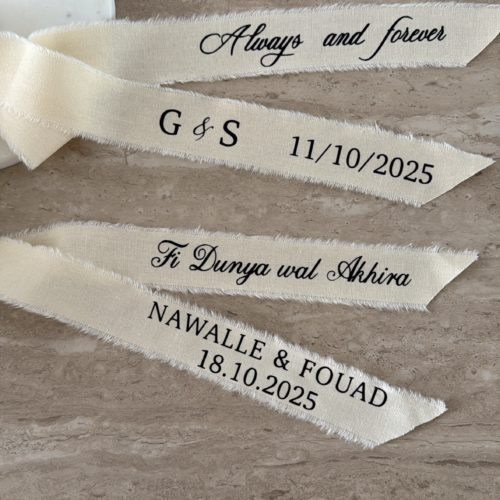 Always and forever
G & S 11/10/2025
Fi Dunya wal Akhira
NAWALLE & FOUAD
18.10.2025